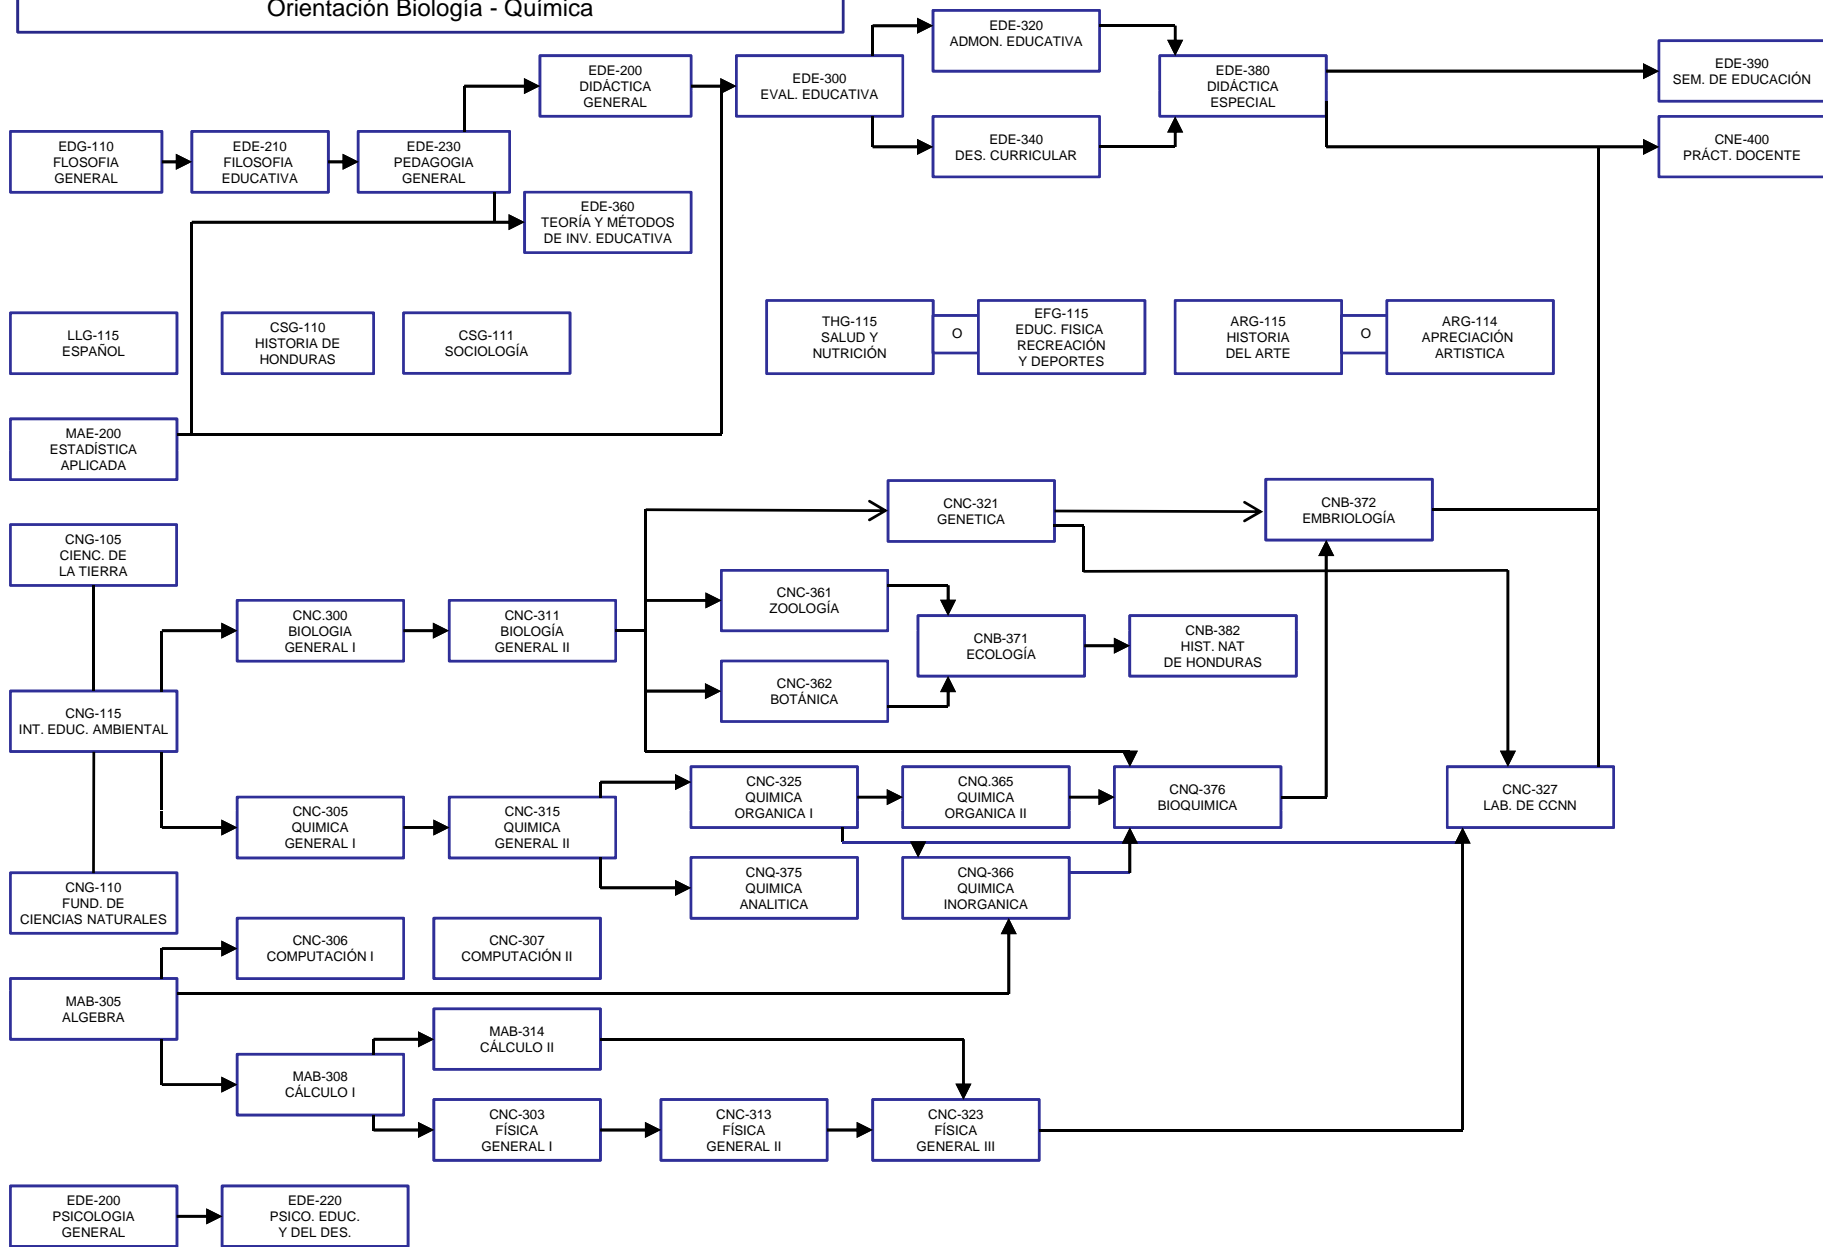 Orientación Biología - Química
EDE-320
ADMON. EDUCATIVA
EDE-200
DIDÁCTICA
GENERAL
EDE-300
EVAL. EDUCATIVA
EDE-380
DIDÁCTICA
ESPECIAL
EDE-390
SEM. DE EDUCACIÓN
EDG-110
FLOSOFIA
GENERAL
EDE-210
FILOSOFIA
EDUCATIVA
EDE-230
PEDAGOGIA
GENERAL
EDE-340
DES. CURRICULAR
CNE-400
PRÁCT. DOCENTE
EDE-360
TEORÍA Y MÉTODOS
DE INV. EDUCATIVA
LLG-115
ESPAÑOL
CSG-110
HISTORIA DE
HONDURAS
CSG-111
SOCIOLOGÍA
THG-115
SALUD Y
NUTRICIÓN
O
EFG-115
EDUC. FISICA
RECREACIÓN
Y DEPORTES
ARG-115
HISTORIA
DEL ARTE
O
ARG-114
APRECIACIÓN
ARTISTICA
MAE-200
ESTADÍSTICA
APLICADA
CNC-321
GENETICA
CNB-372
EMBRIOLOGÍA
CNG-105
CIENC. DE
LA TIERRA
CNC-361
ZOOLOGÍA
CNC.300
BIOLOGIA
GENERAL I
CNC-311
BIOLOGÍA
GENERAL II
CNB-371
ECOLOGÍA
CNB-382
HIST. NAT
DE HONDURAS
CNC-362
BOTÁNICA
CNG-115
INT. EDUC. AMBIENTAL
CNC-305
QUIMICA
GENERAL I
CNC-315
QUIMICA
GENERAL II
CNC-325
QUIMICA
ORGANICA I
CNQ.365
QUIMICA
ORGANICA II
CNQ-376
BIOQUIMICA
CNC-327
LAB. DE CCNN
CNG-110
FUND. DE
CIENCIAS NATURALES
CNQ-375
QUIMICA
ANALITICA
CNQ-366
QUIMICA
INORGANICA
CNC-306
COMPUTACIÓN I
CNC-307
COMPUTACIÓN II
MAB-305
ALGEBRA
MAB-314
CÁLCULO II
MAB-308
CÁLCULO I
CNC-303
FÍSICA
GENERAL I
CNC-313
FÍSICA
GENERAL II
CNC-323
FÍSICA
GENERAL III
EDE-200
PSICOLOGIA
GENERAL
EDE-220
PSICO. EDUC.
Y DEL DES.